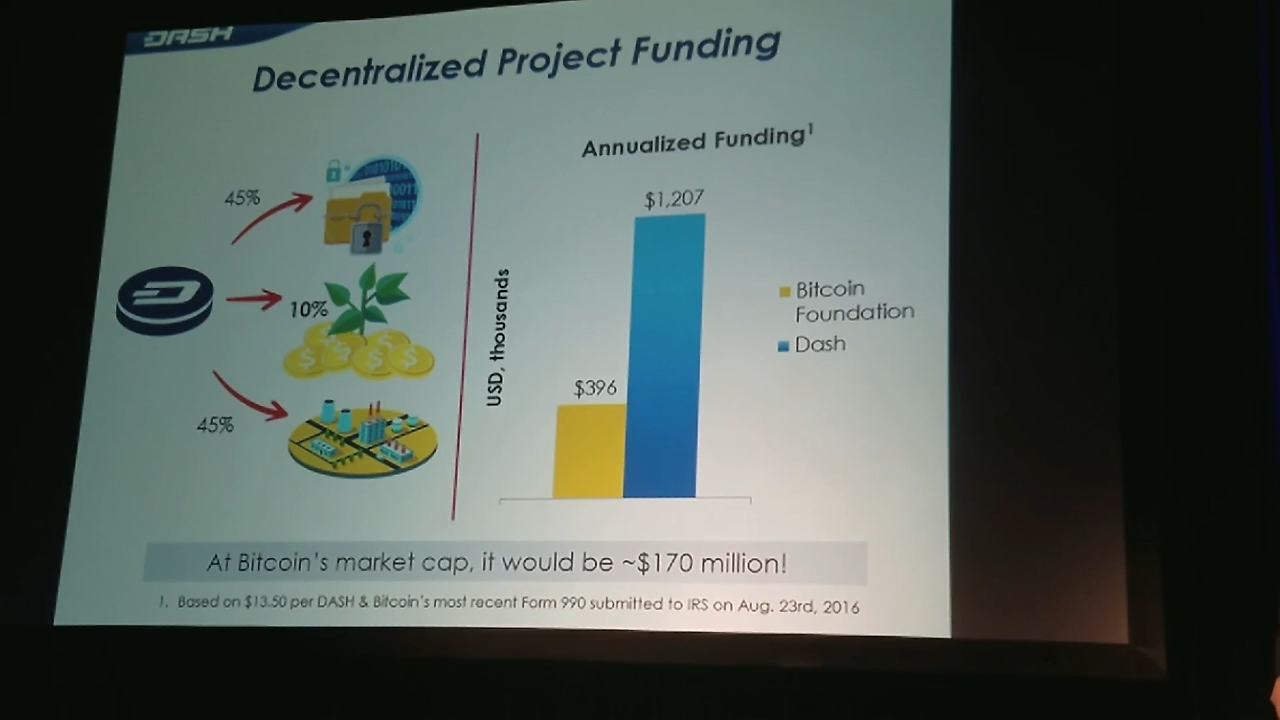 DASH
Decentralized Project Funding
45%
10%
45%
Annualized Funding¹
USD, thousands
$1,207
$396
Bitcoin
Foundation
Dash
At Bitcoin's market cap, it would be ~$170 million!
1. Based on $13.50 per DASH & Bitcoin's most recent Form 990 submitted to IRS on Aug. 23rd, 2016